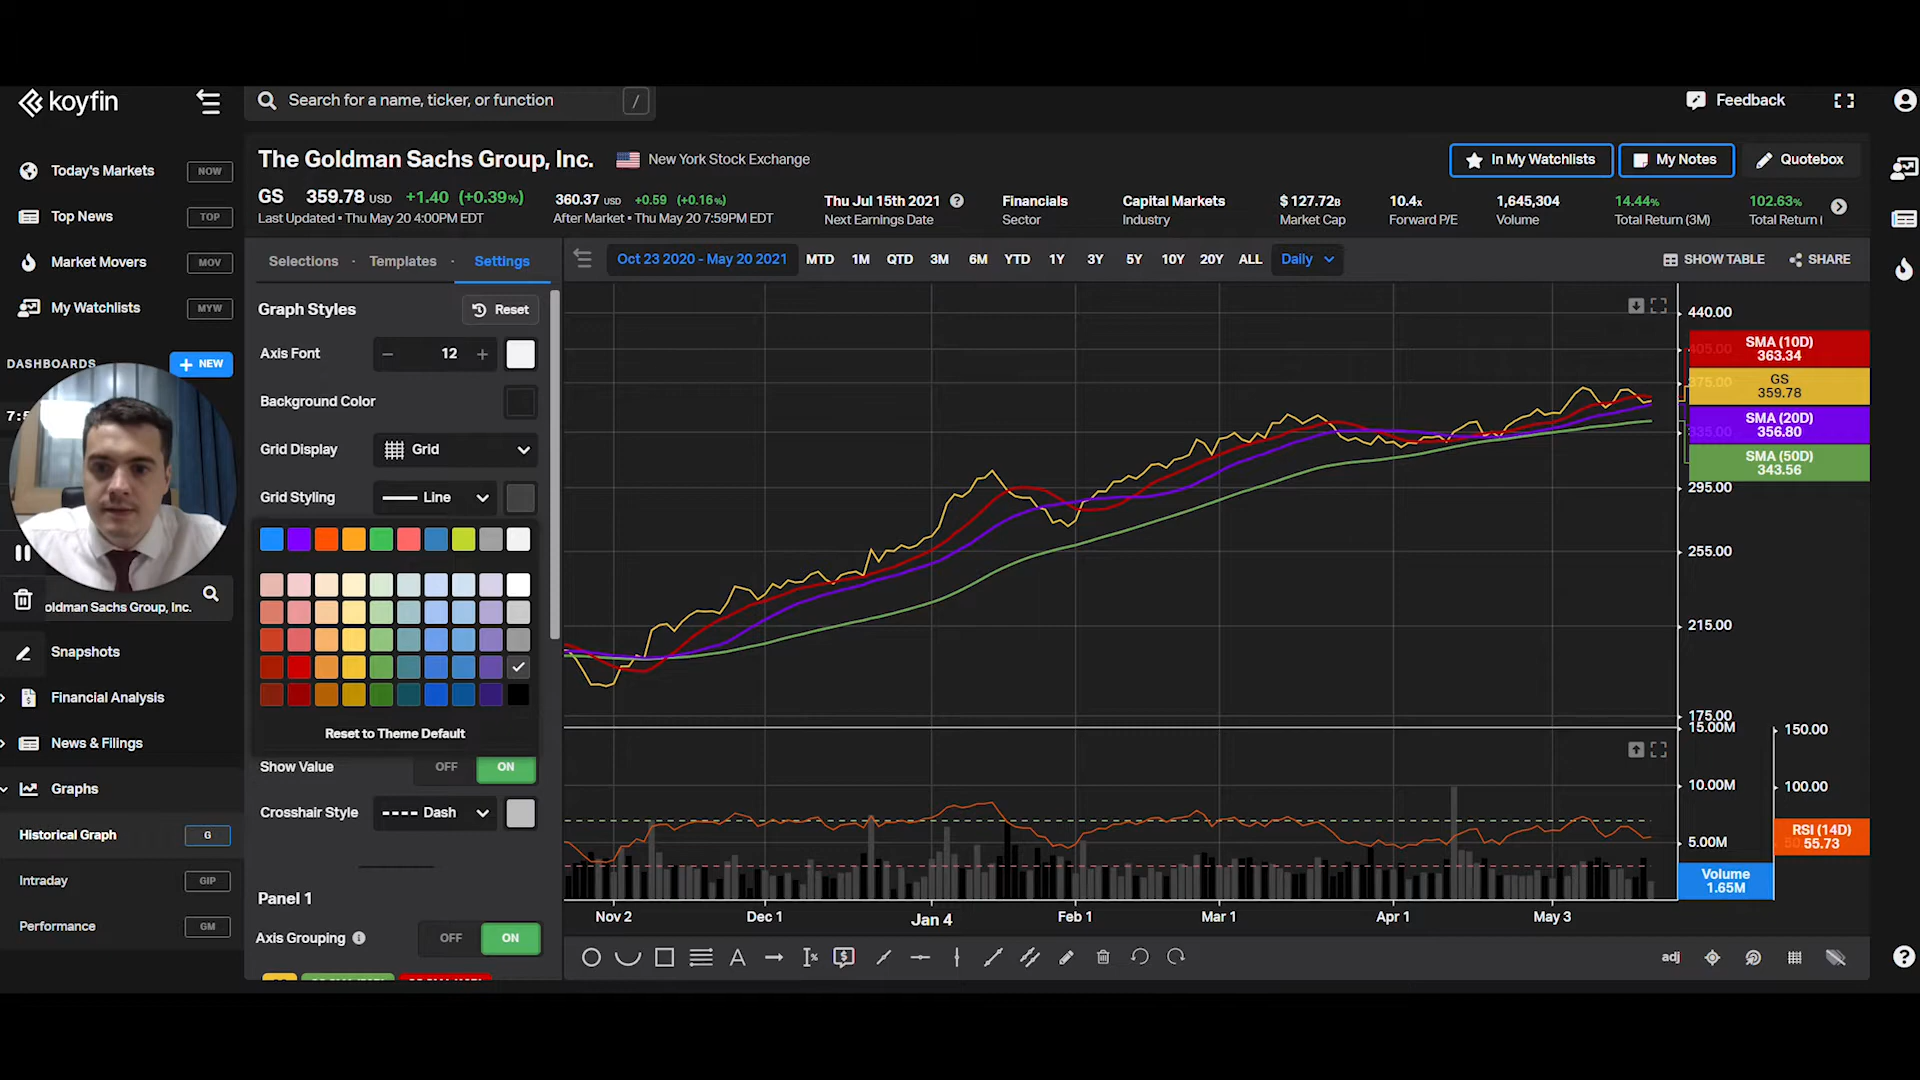 koyfin
Search for a name, ticker, or function /
Feedback
Today's Markets NOW
Top News TOP
Market Movers MOV
My Watchlists MYW
DASHBOARDS + NEW
oldman Sachs Group, Inc.
Snapshots
Financial Analysis
News & Filings
Graphs
Historical Graph G
Intraday GIP
Performance GM
The Goldman Sachs Group, Inc. New York Stock Exchange
In My Watchlists My Notes Quotebox
GS 359.78 USD +1.40 (+0.39%)
Last Updated • Thu May 20 4:00PM EDT
360.37 USD +0.59 (+0.16%)
After Market • Thu May 20 7:59PM EDT
Thu Jul 15th 2021
Next Earnings Date
Financials
Sector
Capital Markets
Industry
$ 127.72B
Market Cap
10.4x
Forward P/E
1,645,304
Volume
14.44%
Total Return (3M)
102.63%
Total Return (
Selections · Templates · Settings
Graph Styles Reset
Axis Font − 12 +
Background Color
Grid Display Grid
Grid Styling Line
Reset to Theme Default
Show Value OFF ON
Crosshair Style Dash
Panel 1
Axis Grouping OFF ON
Oct 23 2020 - May 20 2021 MTD 1M QTD 3M 6M YTD 1Y 3Y 5Y 10Y 20Y ALL Daily
SHOW TABLE SHARE
440.00
405.00
375.00
335.00
295.00
255.00
215.00
175.00
SMA (10D)
363.34
GS
359.78
SMA (20D)
356.80
SMA (50D)
343.56
15.00M
10.00M
5.00M
150.00
100.00
RSI (14D)
55.73
Volume
1.65M
Nov 2 Dec 1 Jan 4 Feb 1 Mar 1 Apr 1 May 3
adj